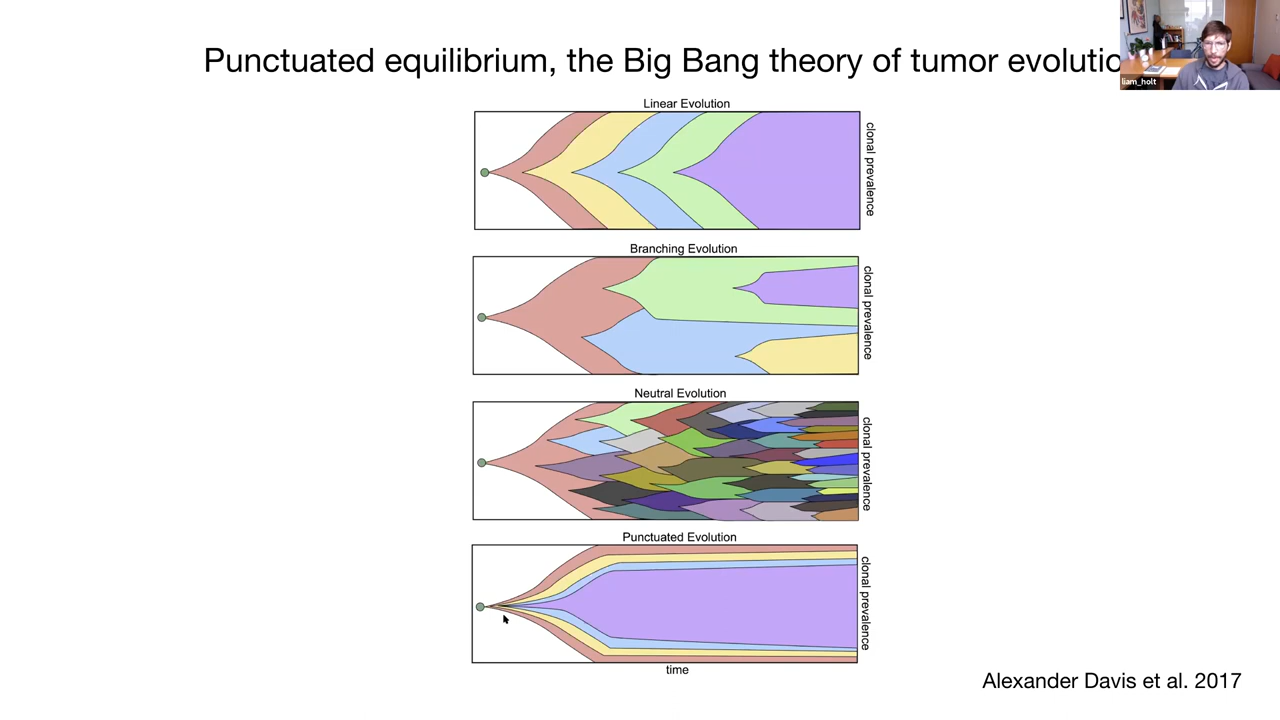 Punctuated equilibrium, the Big Bang theory of tumor evolutio
liam_holt
Linear Evolution
clonal prevalence
Branching Evolution
clonal prevalence
Neutral Evolution
clonal prevalence
Punctuated Evolution
clonal prevalence
time
Alexander Davis et al. 2017